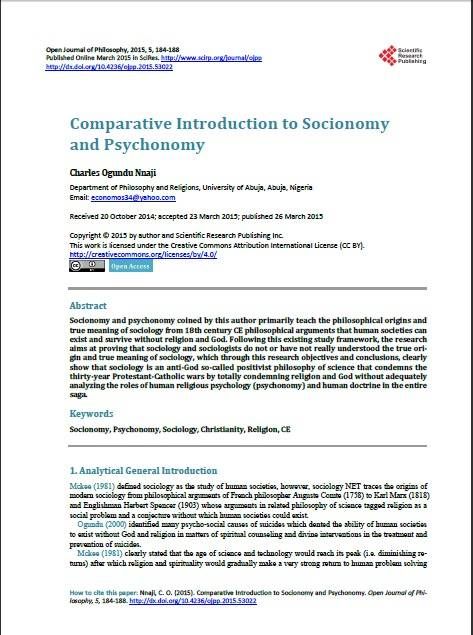 Open Journal of Philosophy, 2015, 5, 184-188
Published Online March 2015 in SciRes. http://www.scirp.org/journal/ojpp
http://dx.doi.org/10.4236/ojpp.2015.53022
Scientific
Research
Publishing
Comparative Introduction to Socionomy
and Psychonomy
Charles Ogundu Nnaji
Department of Philosophy and Religions, University of Abuja, Abuja, Nigeria
Email: economos34@yahoo.com
Received 20 October 2014; accepted 23 March 2015; published 26 March 2015
Copyright © 2015 by author and Scientific Research Publishing Inc.
This work is licensed under the Creative Commons Attribution International License (CC BY).
http://creativecommons.org/licenses/by/4.0/
cc BY Open Access
Abstract
Socionomy and psychonomy coined by this author primarily teach the philosophical origins and
true meaning of sociology from 18th century CE philosophical arguments that human societies can
exist and survive without religion and God. Following this existing study framework, the research
aims at proving that sociology and sociologists do not or have not really understood the true ori-
gin and true meaning of sociology, which through this research objectives and conclusions, clearly
show that sociology is an anti-God so-called positivist philosophy of science that condemns the
thirty-year Protestant-Catholic wars by totally condemning religion and God without adequately
analyzing the roles of human religious psychology (psychonomy) and human doctrine in the entire
saga.
Keywords
Socionomy, Psychonomy, Sociology, Christianity, Religion, CE
1. Analytical General Introduction
Mckee (1981) defined sociology as the study of human societies, however, sociology NET traces the origins of
modern sociology from philosophical arguments of French philosopher Auguste Comte (1758) to Karl Marx (1818)
and Englishman Herbert Spencer (1903) whose arguments in related philosophy of science tagged religion as a
social problem and a conjecture without which human societies could exist.
Ogundu (2000) identified many psycho-social causes of suicides which dented the ability of human societies
to exist without God and religion in matters of spiritual counseling and divine interventions in the treatment and
prevention of suicides.
Mckee (1981) clearly stated that the age of science and technology would reach its peak (i.e. diminishing re-
turns) after which religion and spirituality would gradually make a very strong return to human problem solving
How to cite this paper: Nnaji, C. O. (2015). Comparative Introduction to Socionomy and Psychonomy. Open Journal of Phi-
losophy, 5, 184-188. http://dx.doi.org/10.4236/ojpp.2015.53022